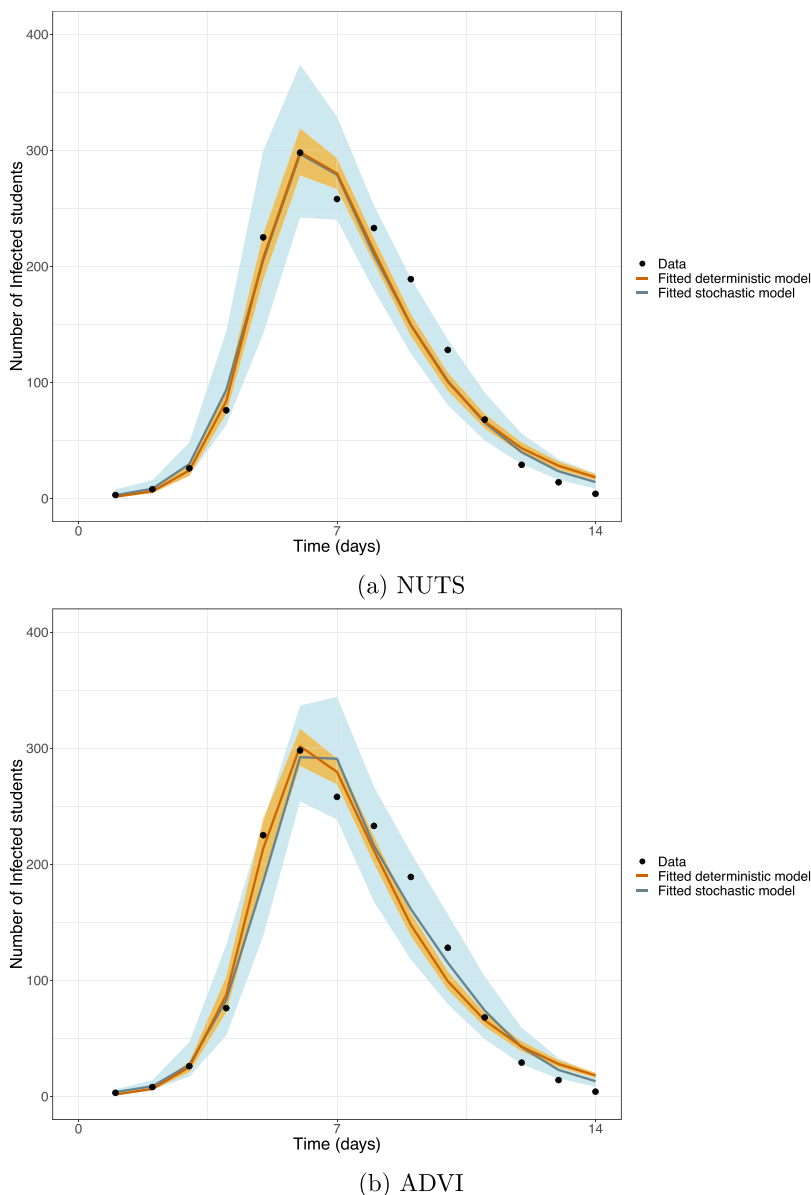 400
300
200
100
0
Number of Infected students
0
7
14
Time (days)
Data
Fitted deterministic model
Fitted stochastic model
(a) NUTS
400
300
200
100
0
Number of Infected students
0
7
14
Time (days)
Data
Fitted deterministic model
Fitted stochastic model
(b) ADVI